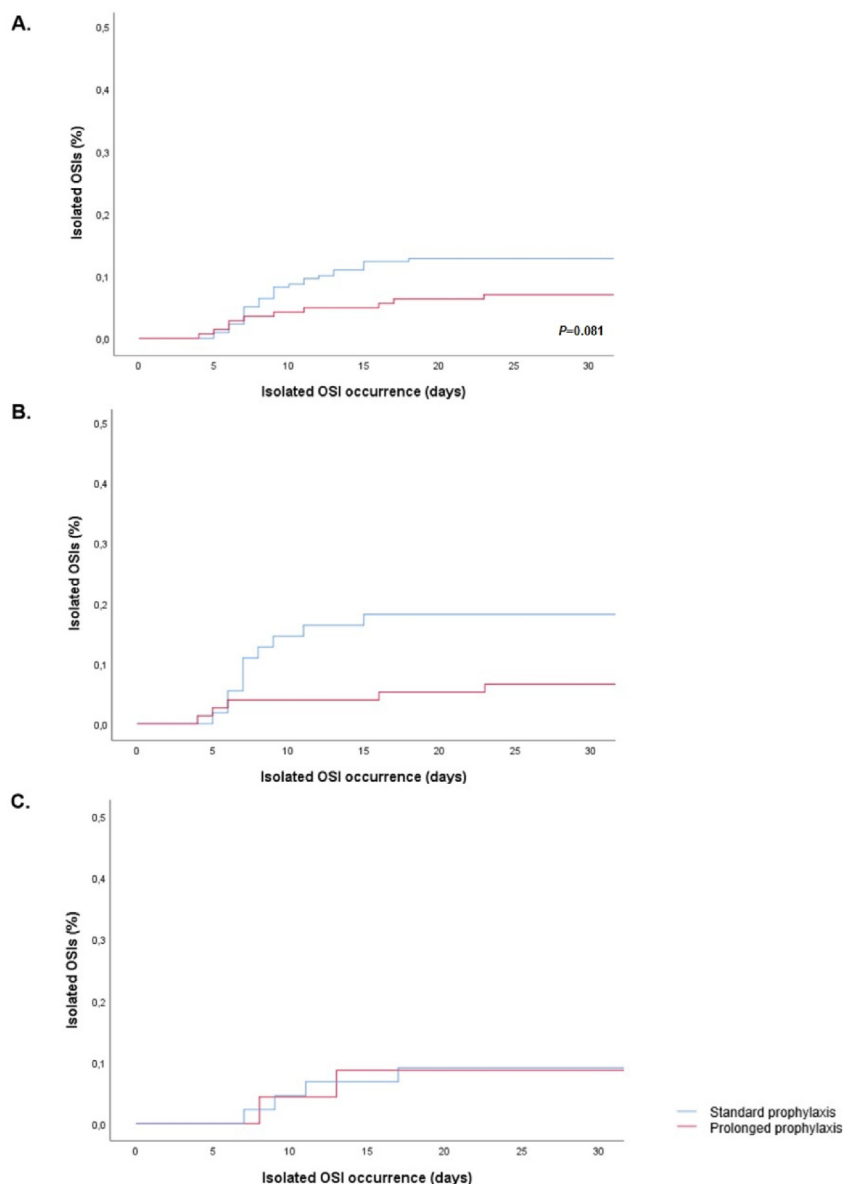 A.
Isolated OSIs (%)
0,5
0,4
0,3
0,2
0,1
0,0
P=0.081
0 5 10 15 20 25 30
Isolated OSI occurrence (days)
B.
Isolated OSIs (%)
0,5
0,4
0,3
0,2
0,1
0,0
0 5 10 15 20 25 30
Isolated OSI occurrence (days)
C.
Isolated OSIs (%)
0,5
0,4
0,3
0,2
0,1
0,0
0 5 10 15 20 25 30
Isolated OSI occurrence (days)
Standard prophylaxis
Prolonged prophylaxis